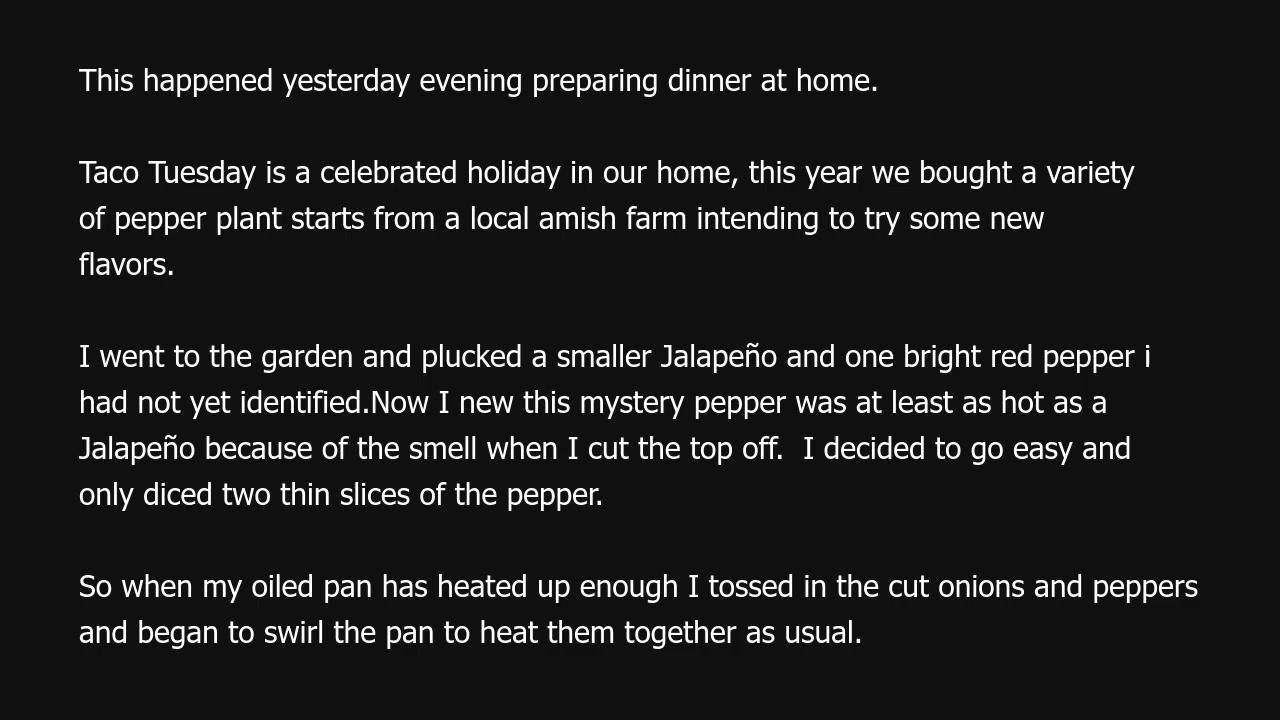 This happened yesterday evening preparing dinner at home.
Taco Tuesday is a celebrated holiday in our home, this year we bought a variety
of pepper plant starts from a local amish farm intending to try some new
flavors.
I went to the garden and plucked a smaller Jalapeño and one bright red pepper i
had not yet identified.Now I new this mystery pepper was at least as hot as a
Jalapeño because of the smell when I cut the top off.  I decided to go easy and
only diced two thin slices of the pepper.
So when my oiled pan has heated up enough I tossed in the cut onions and peppers
and began to swirl the pan to heat them together as usual.